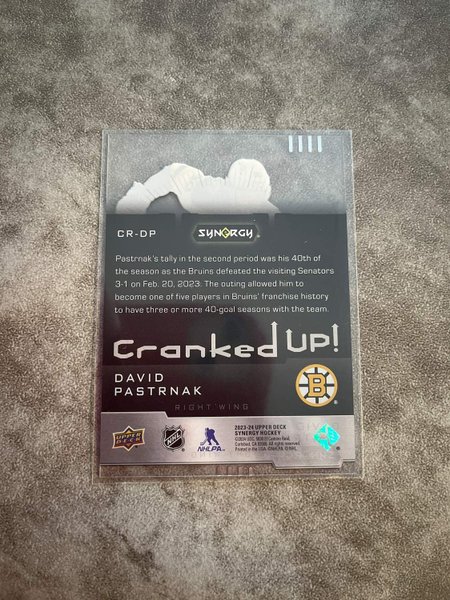 CR-DP
SYNERGY
Pastrnak's tally in the second period was his 40th
of the season as the Bruins defeated the visiting Senators
3-1 on Feb. 20, 2023. The outing allowed him to
become one of five players in Bruins' franchise history
to have three or more 40-goal seasons with the team.
Cranked UP!
DAVID
PASTRNAK
B
RIGHT WING
UPPER DECK
NHL
NHLPA
2023-24 UPPER DECK
SYNERGY HOCKEY